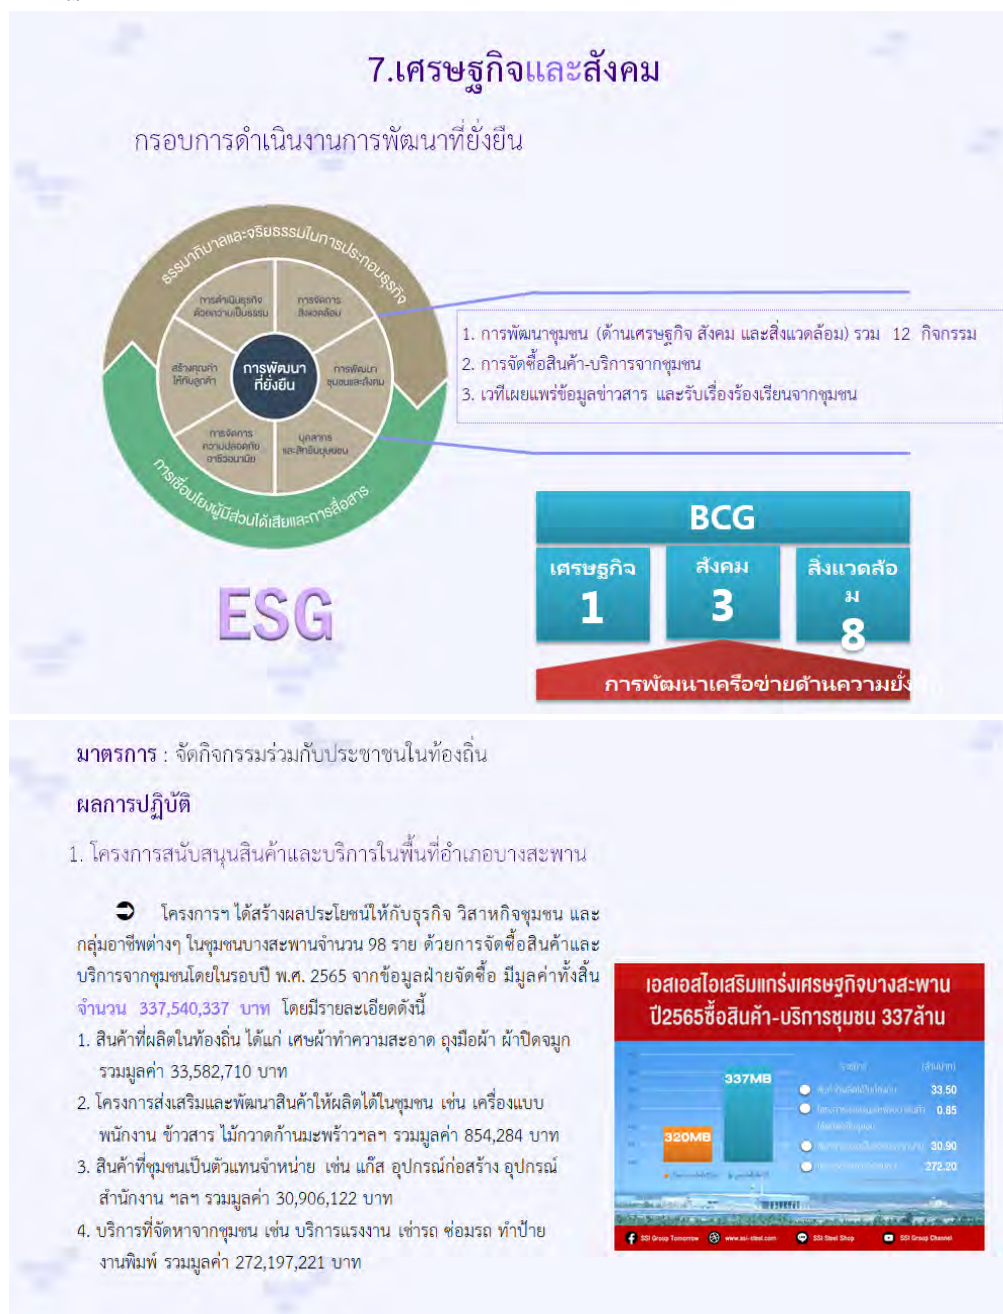 7.เศรษฐกิจและสังคม
กรอบการดำเนินงานการพัฒนาที่ยั่งยืน
ธรรมาภิบาลและจริยธรรมในการประกอบธุรกิจ
การดำเนินธุรกิจ
ด้วยความเป็นธรรม
การจัดการ
สิ่งแวดล้อม
สร้างคุณค่า
ให้กับลูกค้า
การพัฒนา
ที่ยั่งยืน
การพัฒนา
ชุมชนและสังคม
การจัดการ
ความปลอดภัย
อาชีวอนามัย
บุคลากร
และสิทธิมนุษยชน
การเชื่อมโยงผู้มีส่วนได้เสียและการสื่อสาร
1. การพัฒนาชุมชน (ด้านเศรษฐกิจ สังคม และสิ่งแวดล้อม) รวม 12 กิจกรรม
2. การจัดซื้อสินค้า-บริการจากชุมชน
3. เวทีเผยแพร่ข้อมูลข่าวสาร และรับเรื่องร้องเรียนจากชุมชน
ESG
BCG
เศรษฐกิจ
1
สังคม
3
สิ่งแวดล้อ
ม
8
การพัฒนาเครือข่ายด้านความยั่ง
มาตรการ : จัดกิจกรรมร่วมกับประชาชนในท้องถิ่น
ผลการปฏิบัติ
1. โครงการสนับสนุนสินค้าและบริการในพื้นที่อำเภอบางสะพาน
➲ โครงการฯ ได้สร้างผลประโยชน์ให้กับธุรกิจ วิสาหกิจชุมชน และ
กลุ่มอาชีพต่างๆ ในชุมชนบางสะพานจำนวน 98 ราย ด้วยการจัดซื้อสินค้าและ
บริการจากชุมชนโดยในรอบปี พ.ศ. 2565 จากข้อมูลฝ่ายจัดซื้อ มีมูลค่าทั้งสิ้น
จำนวน 337,540,337 บาท โดยมีรายละเอียดดังนี้
1. สินค้าที่ผลิตในท้องถิ่น ได้แก่ เศษผ้าทำความสะอาด ถุงมือผ้า ผ้าปิดจมูก
รวมมูลค่า 33,582,710 บาท
2. โครงการส่งเสริมและพัฒนาสินค้าให้ผลิตได้ในชุมชน เช่น เครื่องแบบ
พนักงาน ข้าวสาร ไม้กวาดก้านมะพร้าวฯลฯ รวมมูลค่า 854,284 บาท
3. สินค้าที่ชุมชนเป็นตัวแทนจำหน่าย เช่น แก๊ส อุปกรณ์ก่อสร้าง อุปกรณ์
สำนักงาน ฯลฯ รวมมูลค่า 30,906,122 บาท
4. บริการที่จัดหาจากชุมชน เช่น บริการแรงงาน เช่ารถ ซ่อมรถ ทำป้าย
งานพิมพ์ รวมมูลค่า 272,197,221 บาท
เอสเอสไอเสริมแกร่งเศรษฐกิจบางสะพาน
ปี2565ซื้อสินค้า-บริการชุมชน 337ล้าน
320MB
337MB
33.50
0.85
30.90
272.20
SSI Group Tomorrow
www.ssi-steel.com
SSI Steel Shop
SSI Group Channel